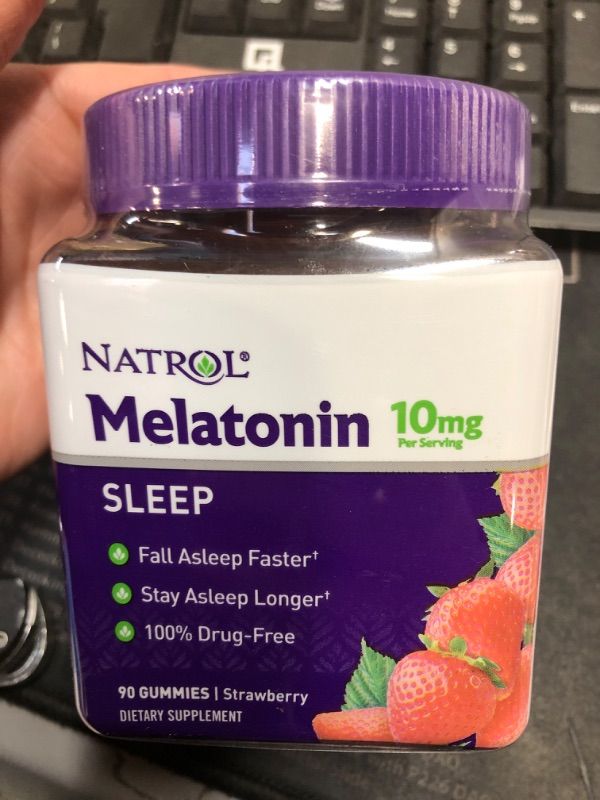 NATROL®
Melatonin 10mg
Per Serving
SLEEP
Fall Asleep Faster†
Stay Asleep Longer†
100% Drug-Free
90 GUMMIES | Strawberry
DIETARY SUPPLEMENT